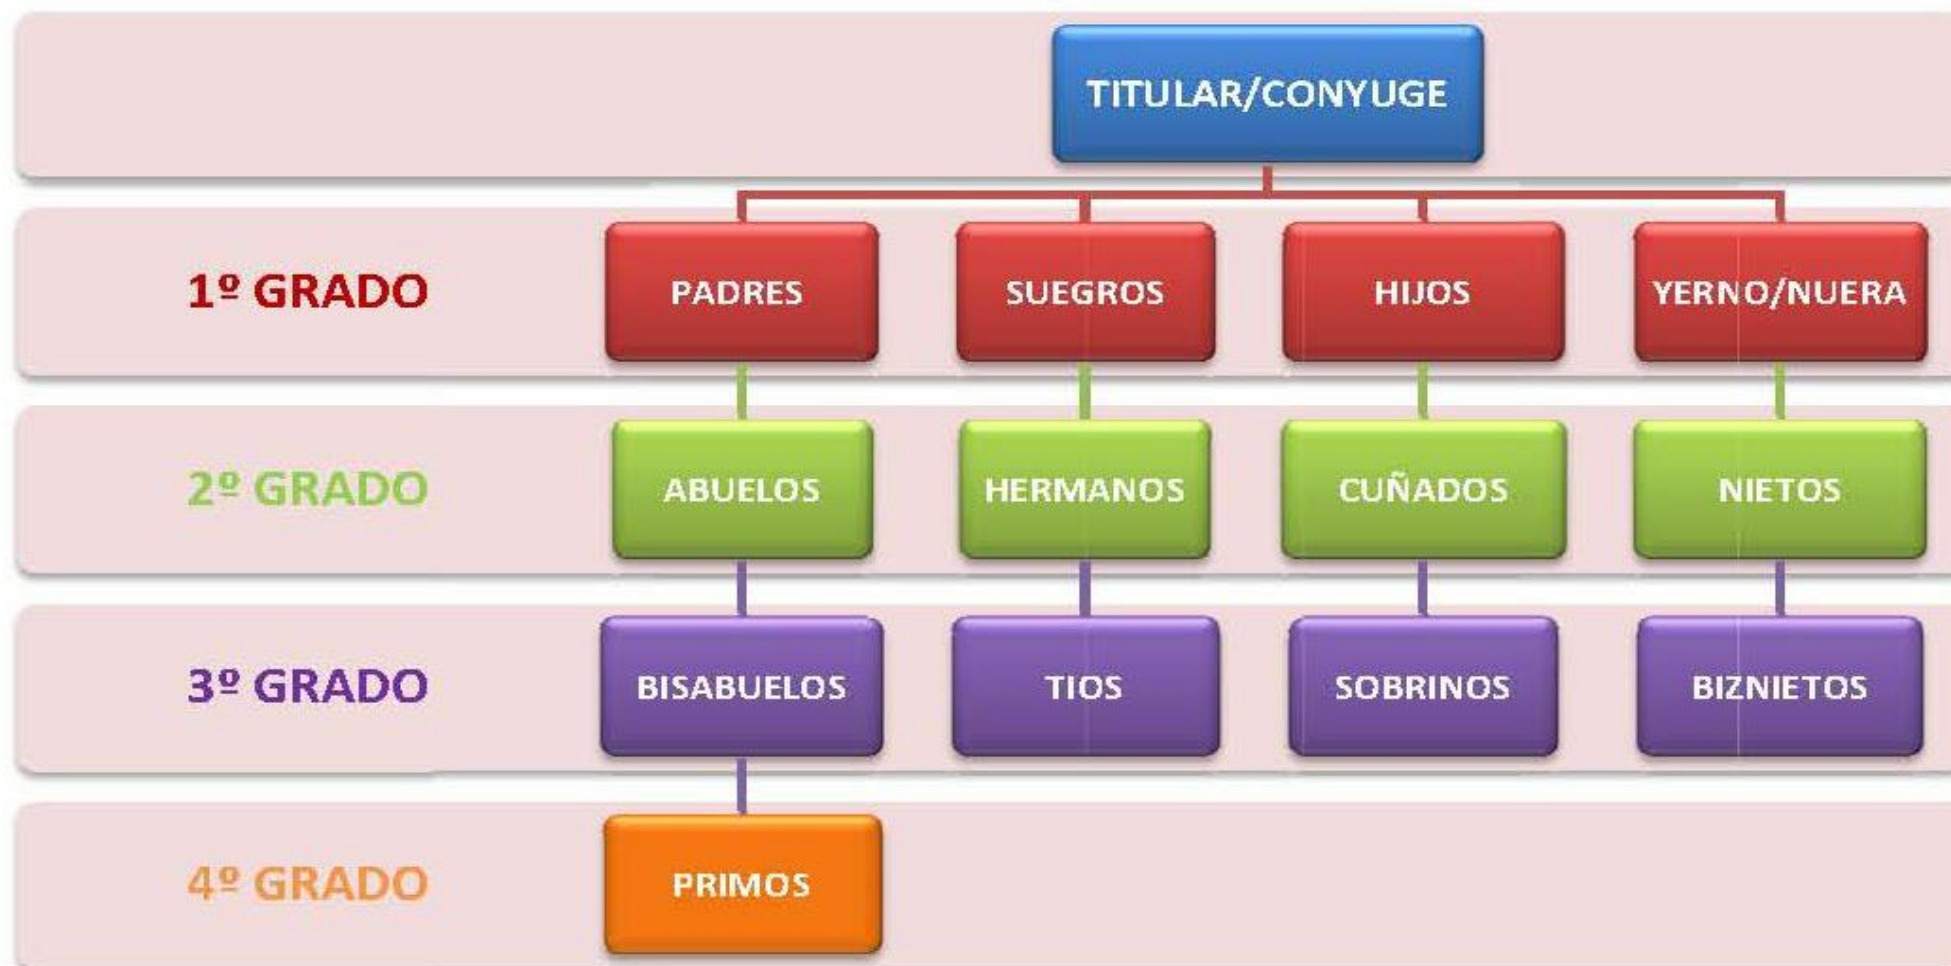 TITULAR/CONYUGE
1º GRADO
PADRES
SUEGROS
HIJOS
YERNO/NUERA
2º GRADO
ABUELOS
HERMANOS
CUÑADOS
NIETOS
3º GRADO
BISABUELOS
TIOS
SOBRINOS
BIZNIETOS
4º GRADO
PRIMOS